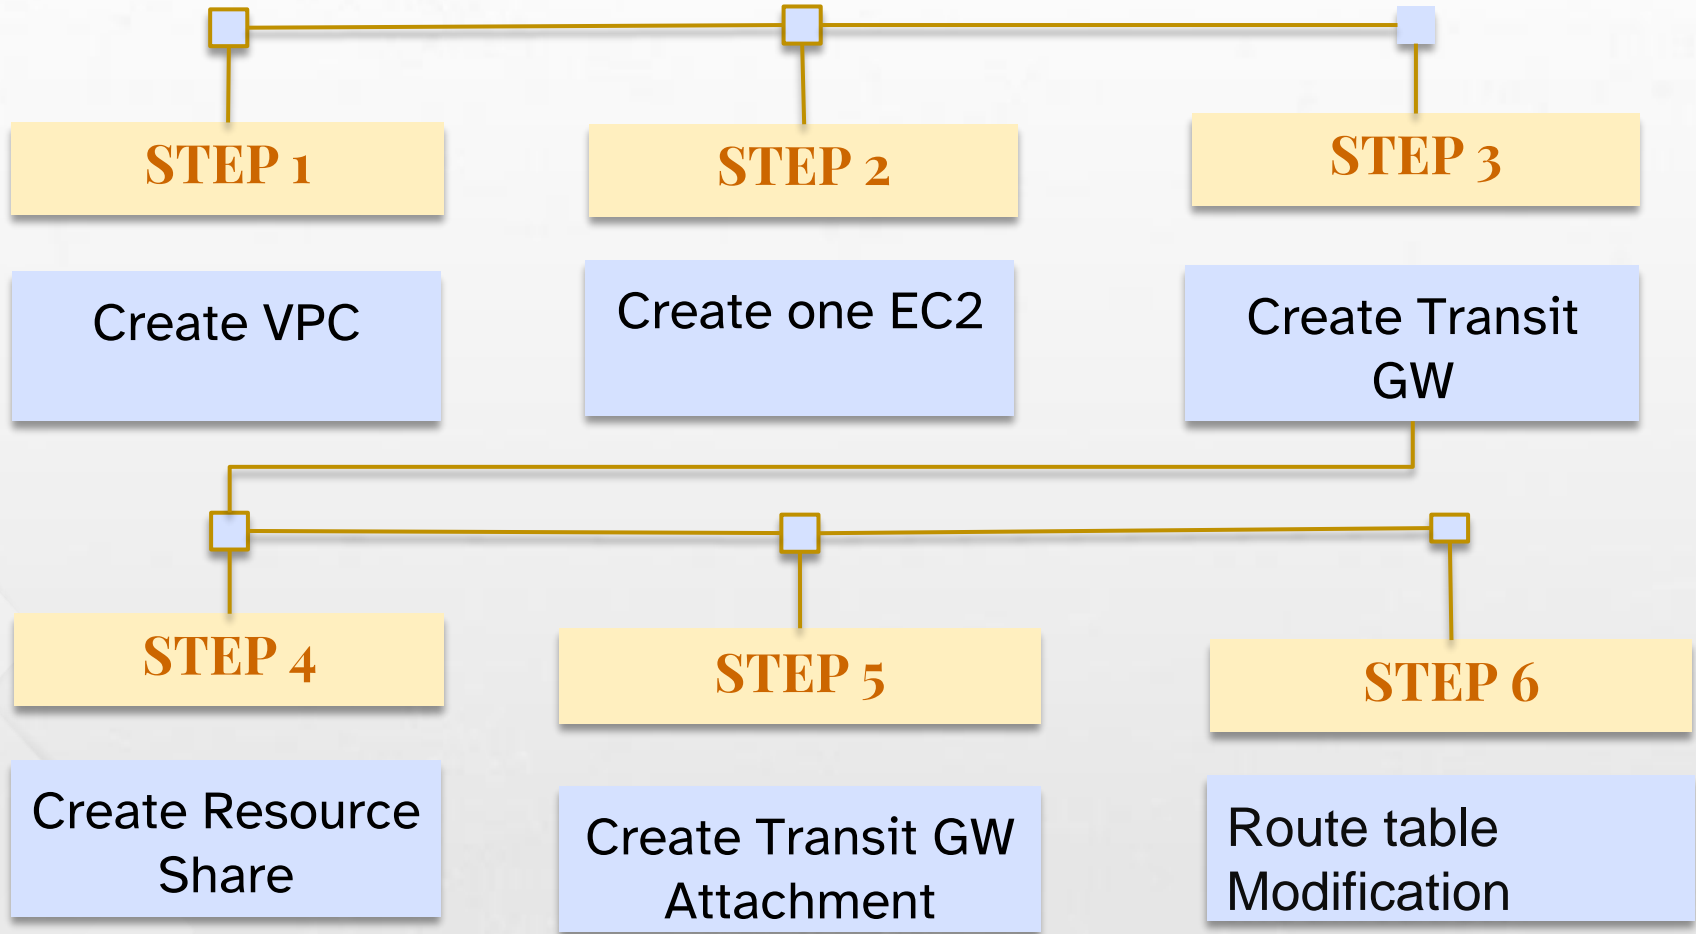 STEP 1
STEP 2
STEP 3
Create VPC
Create one EC2
Create Transit
GW
STEP 4
STEP 5
STEP 6
Create Resource
Share
Create Transit GW
Attachment
Route table
Modification